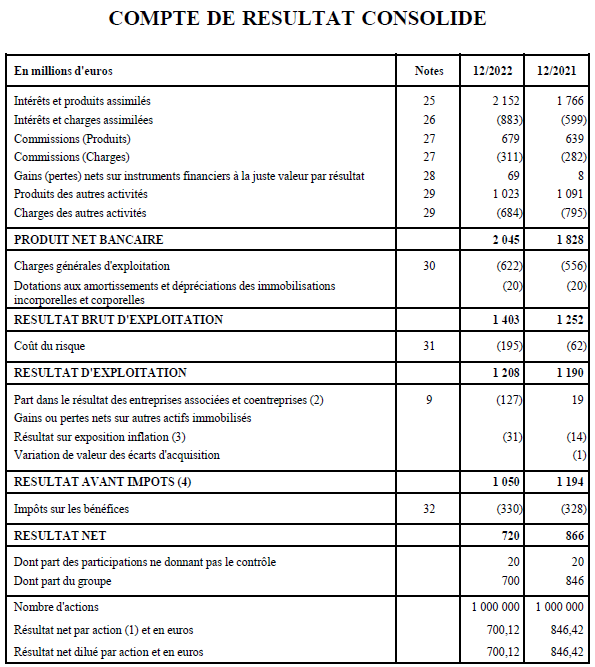 COMPTE DE RESULTAT CONSOLIDE
En millions d'euros Notes 12/2022 12/2021
Intérêts et produits assimilés 25 2 152 1 766
Intérêts et charges assimilées 26 (883) (599)
Commissions (Produits) 27 679 639
Commissions (Charges) 27 (311) (282)
Gains (pertes) nets sur instruments financiers à la juste valeur par résultat 28 69 8
Produits des autres activités 29 1 023 1 091
Charges des autres activités 29 (684) (795)
PRODUIT NET BANCAIRE 2 045 1 828
Charges générales d'exploitation 30 (622) (556)
Dotations aux amortissements et dépréciations des immobilisations (20) (20)
incorporelles et corporelles
RESULTAT BRUT D'EXPLOITATION 1 403 1 252
Coût du risque 31 (195) (62)
RESULTAT D'EXPLOITATION 1 208 1 190
Part dans le résultat des entreprises associées et coentreprises (2) 9 (127) 19
Gains ou pertes nets sur autres actifs immobilisés
Résultat sur exposition inflation (3) (31) (14)
Variation de valeur des écarts d'acquisition (1)
RESULTAT AVANT IMPOTS (4) 1 050 1 194
Impôts sur les bénéfices 32 (330) (328)
RESULTAT NET 720 866
Dont part des participations ne donnant pas le contrôle 20 20
Dont part du groupe 700 846
Nombre d'actions 1 000 000 1 000 000
Résultat net par action (1) et en euros 700,12 846,42
Résultat net dilué par action et en euros 700,12 846,42